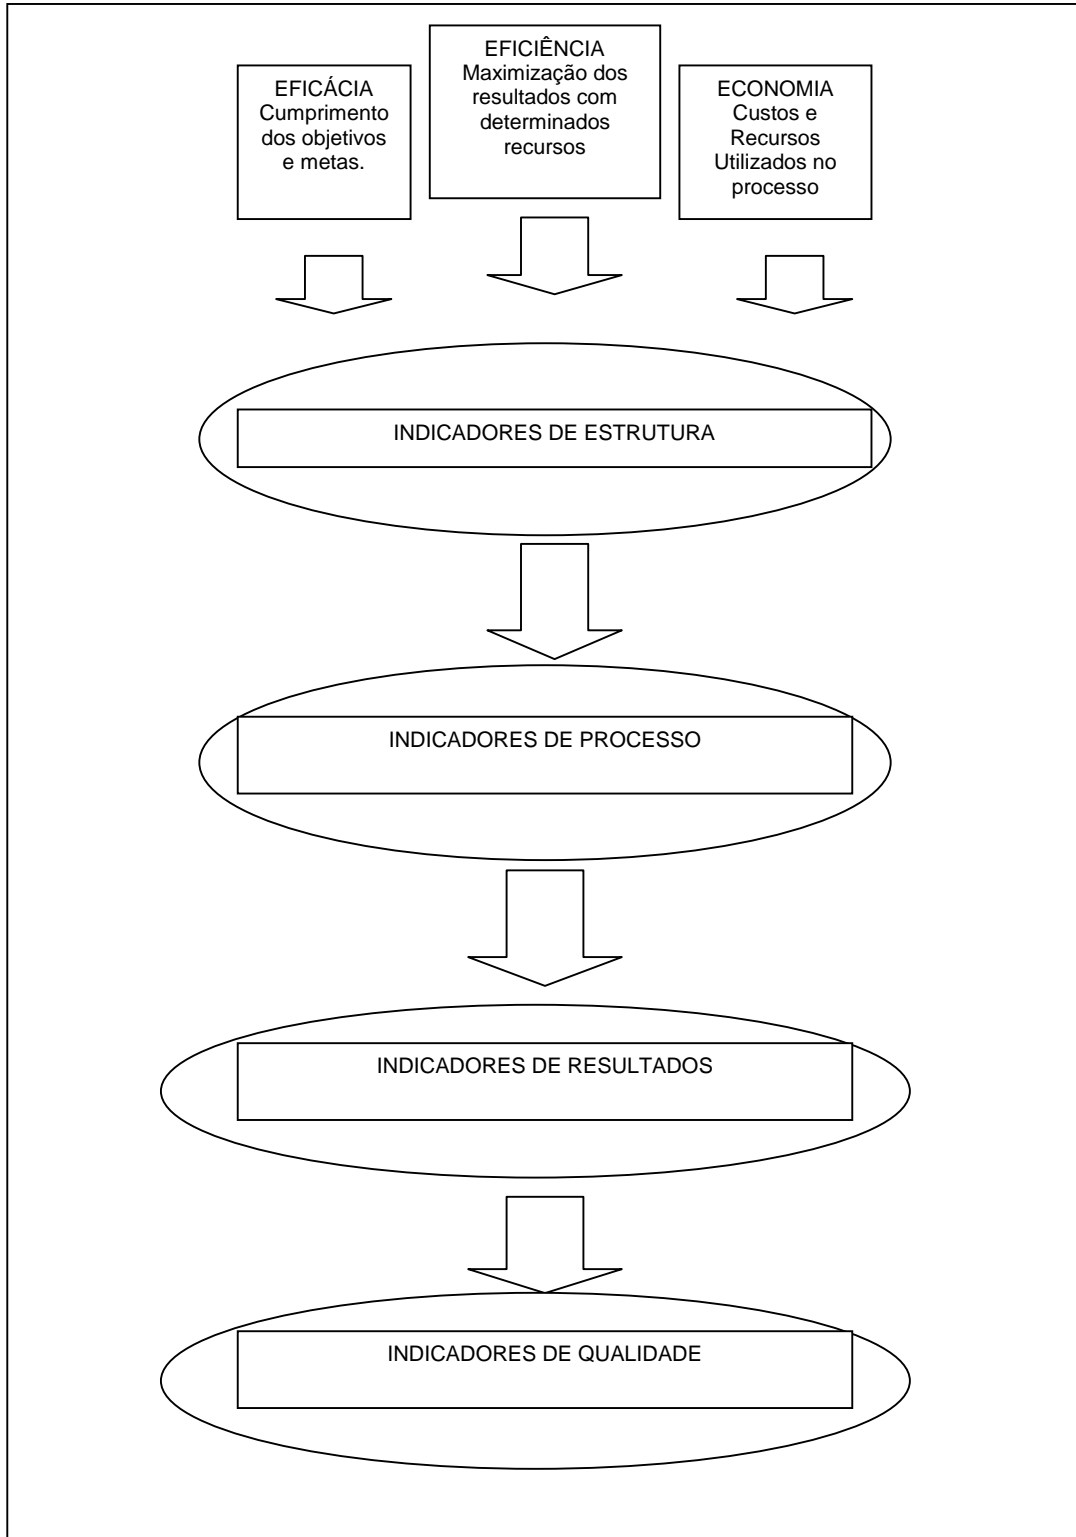 EFICÁCIA
Cumprimento
dos objetivos
e metas.
EFICIÊNCIA
Maximização dos
resultados com
determinados
recursos
ECONOMIA
Custos e
Recursos
Utilizados no
processo
INDICADORES DE ESTRUTURA
INDICADORES DE PROCESSO
INDICADORES DE RESULTADOS
INDICADORES DE QUALIDADE